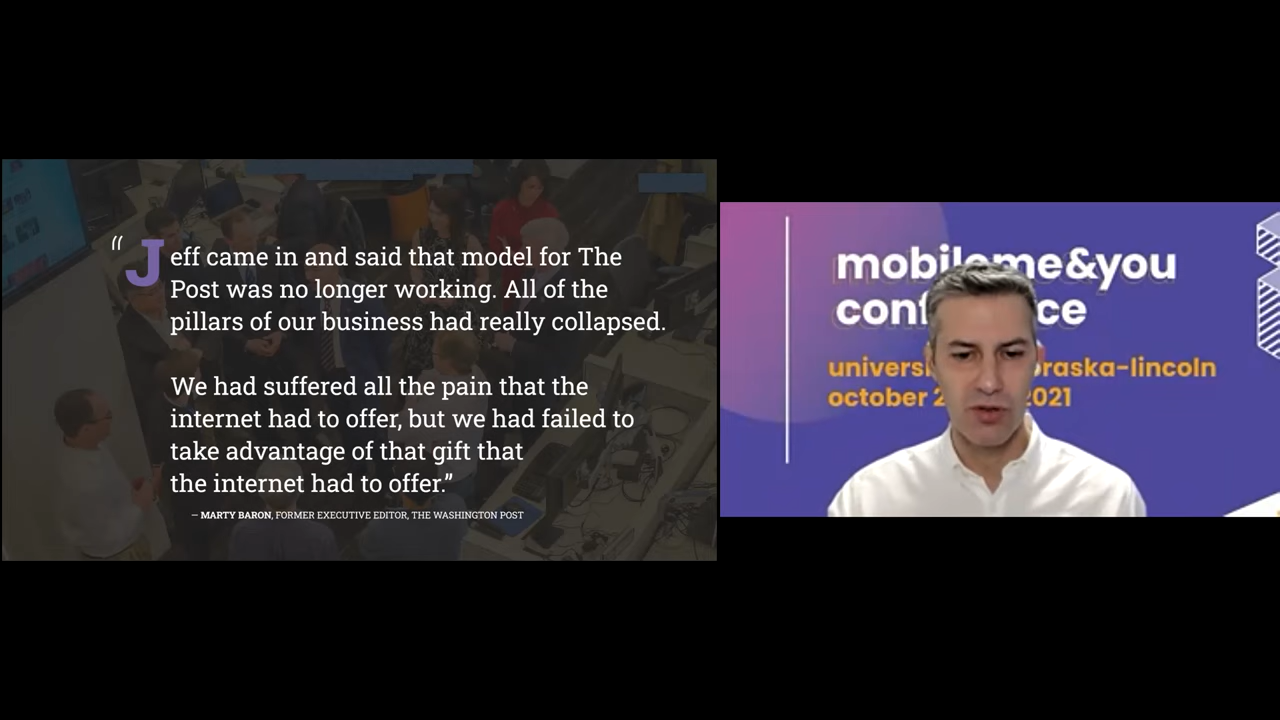 “Jeff came in and said that model for The
Post was no longer working. All of the
pillars of our business had really collapsed.
We had suffered all the pain that the
internet had to offer, but we had failed to
take advantage of that gift that
the internet had to offer.”
— MARTY BARON, FORMER EXECUTIVE EDITOR, THE WASHINGTON POST
mobileme&you
conf ce
univers raska-lincoln
october 2 2021